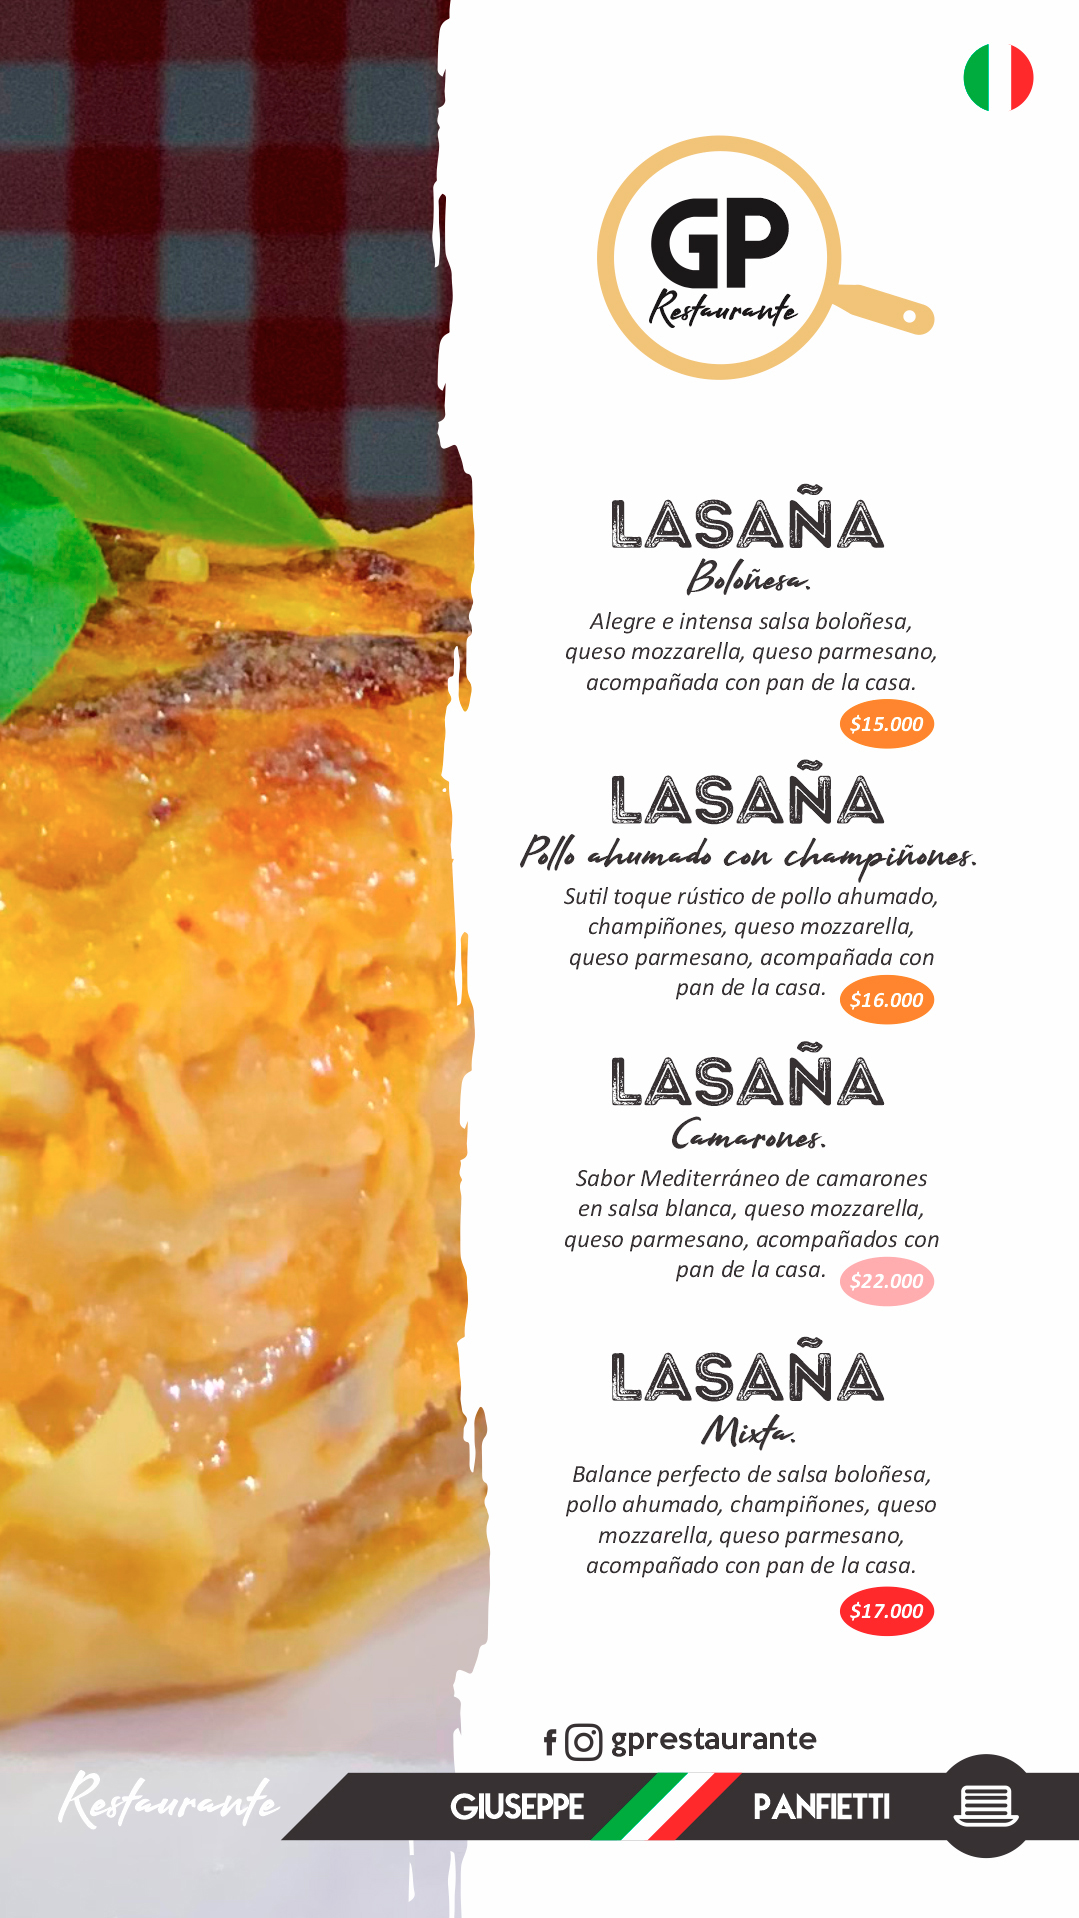 GP
Restaurante
LASAÑA
Boloñesa.
Alegre e intensa salsa boloñesa,
queso mozzarella, queso parmesano,
acompañada con pan de la casa.
$15.000
LASAÑA
Pollo ahumado con champiñones.
Sutil toque rústico de pollo ahumado,
champiñones, queso mozzarella,
queso parmesano, acompañada con
pan de la casa.
$16.000
LASAÑA
Camarones.
Sabor Mediterráneo de camarones
en salsa blanca, queso mozzarella,
queso parmesano, acompañados con
pan de la casa.
$22.000
LASAÑA
Mixta.
Balance perfecto de salsa boloñesa,
pollo ahumado, champiñones, queso
mozzarella, queso parmesano,
acompañado con pan de la casa.
$17.000
gprestaurante
Restaurante GIUSEPPE PANFIETTI